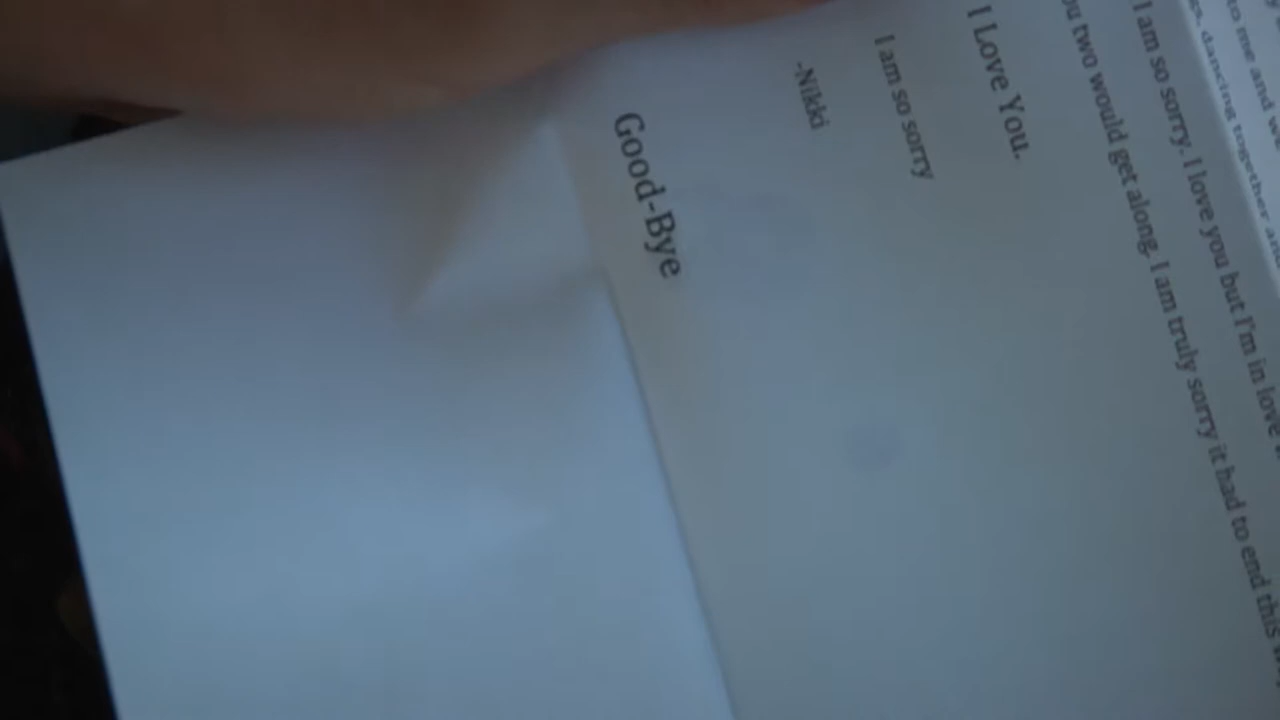 to me and we
dancing together and
I am so sorry. I love you but I'm in love
two would get along. I am truly sorry it had to end this
I Love You.
I am so sorry
-Nikki
Good-Bye